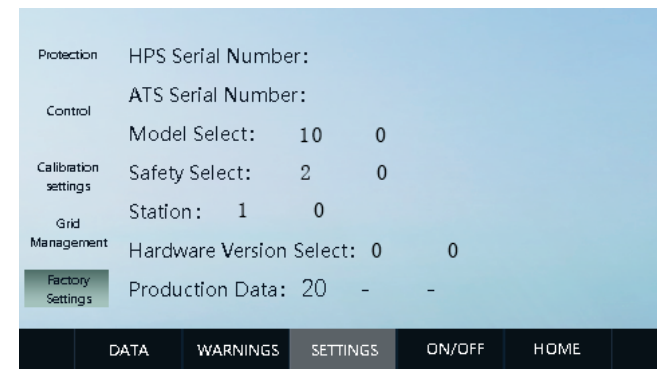 Protection
Control
Calibration
settings
Grid
Management
Factory
Settings
HPS Serial Number:
ATS Serial Number:
Model Select: 10 0
Safety Select: 2 0
Station: 1 0
Hardware Version Select: 0 0
Production Data: 20 - -
DATA WARNINGS SETTINGS ON/OFF HOME